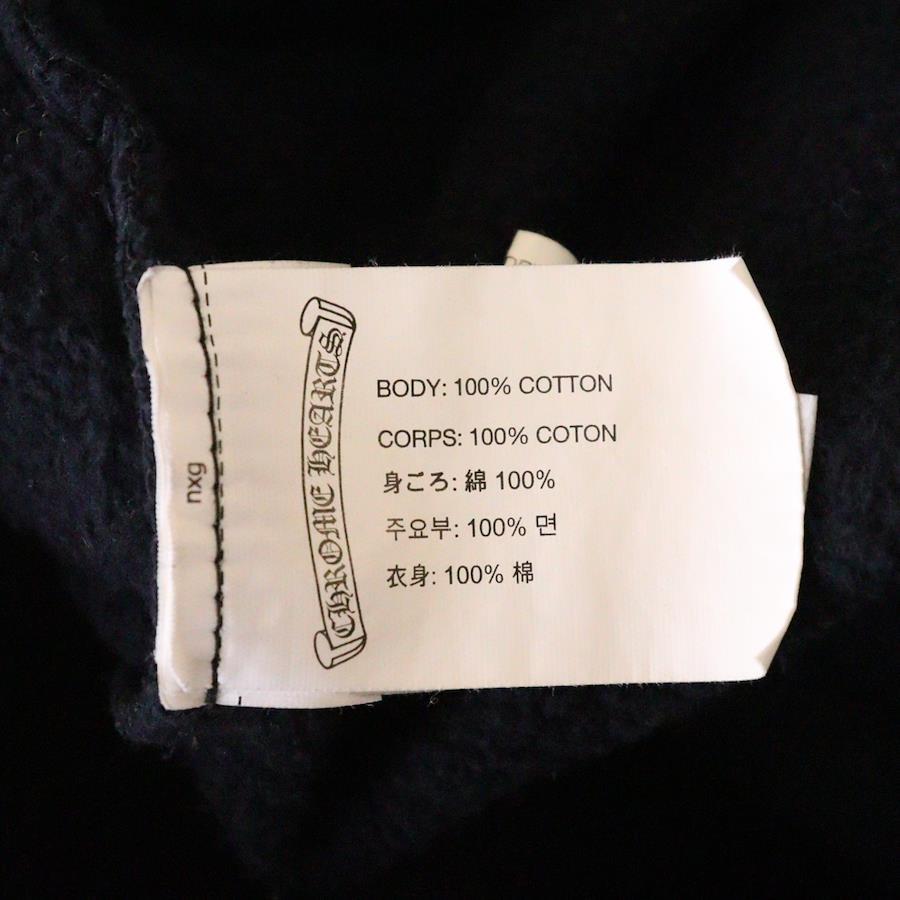 nxg
CHROME HEARTS
BODY: 100% COTTON
CORPS: 100% COTON
身ごろ: 綿 100%
주요부: 100% 면
衣身: 100% 棉